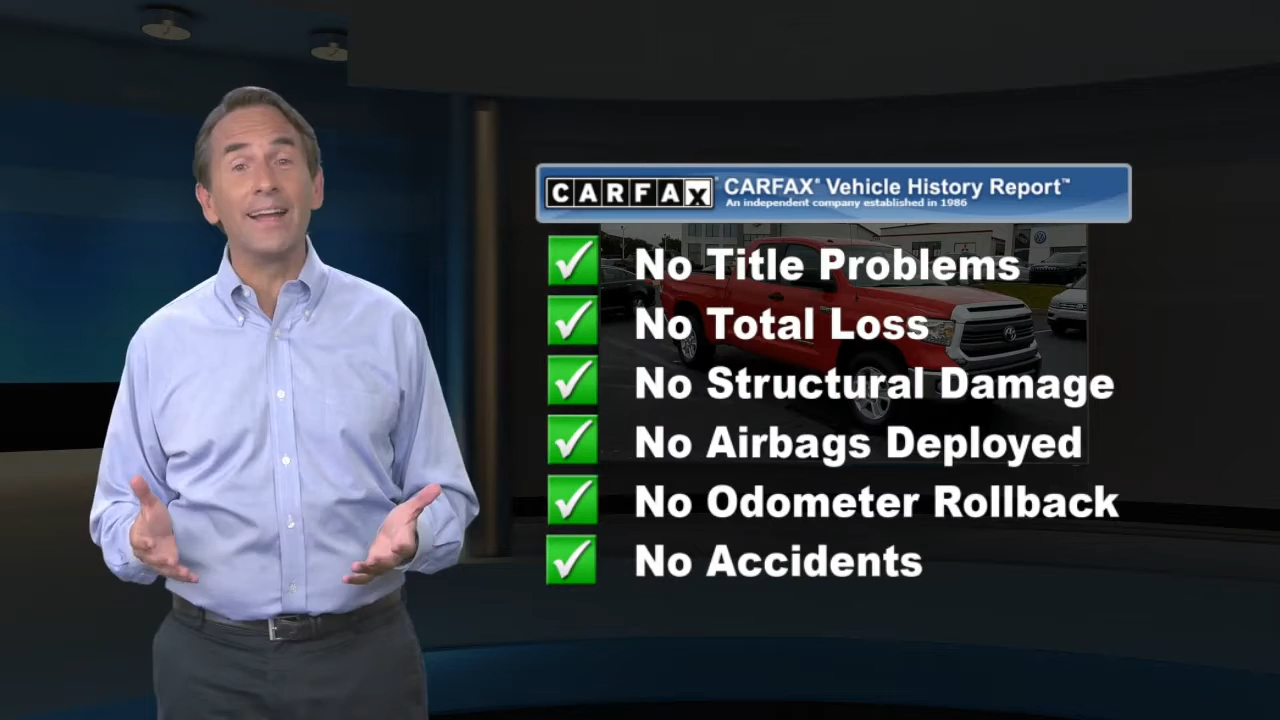 CARFAX® CARFAX® Vehicle History Report™
An independent company established in 1986
No Title Problems
No Total Loss
No Structural Damage
No Airbags Deployed
No Odometer Rollback
No Accidents